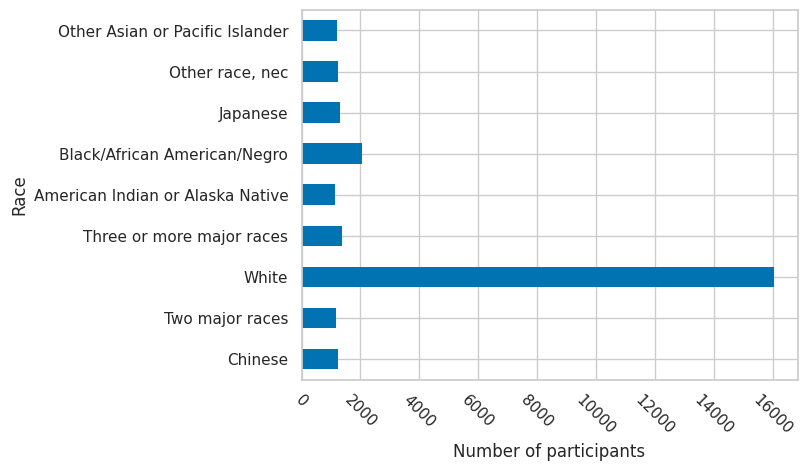 Other Asian or Pacific Islander
Other race, nec
Japanese
Black/African American/Negro
American Indian or Alaska Native
Three or more major races
White
Two major races
Chinese
Race
0
2000
4000
6000
8000
10000
12000
14000
16000
Number of participants